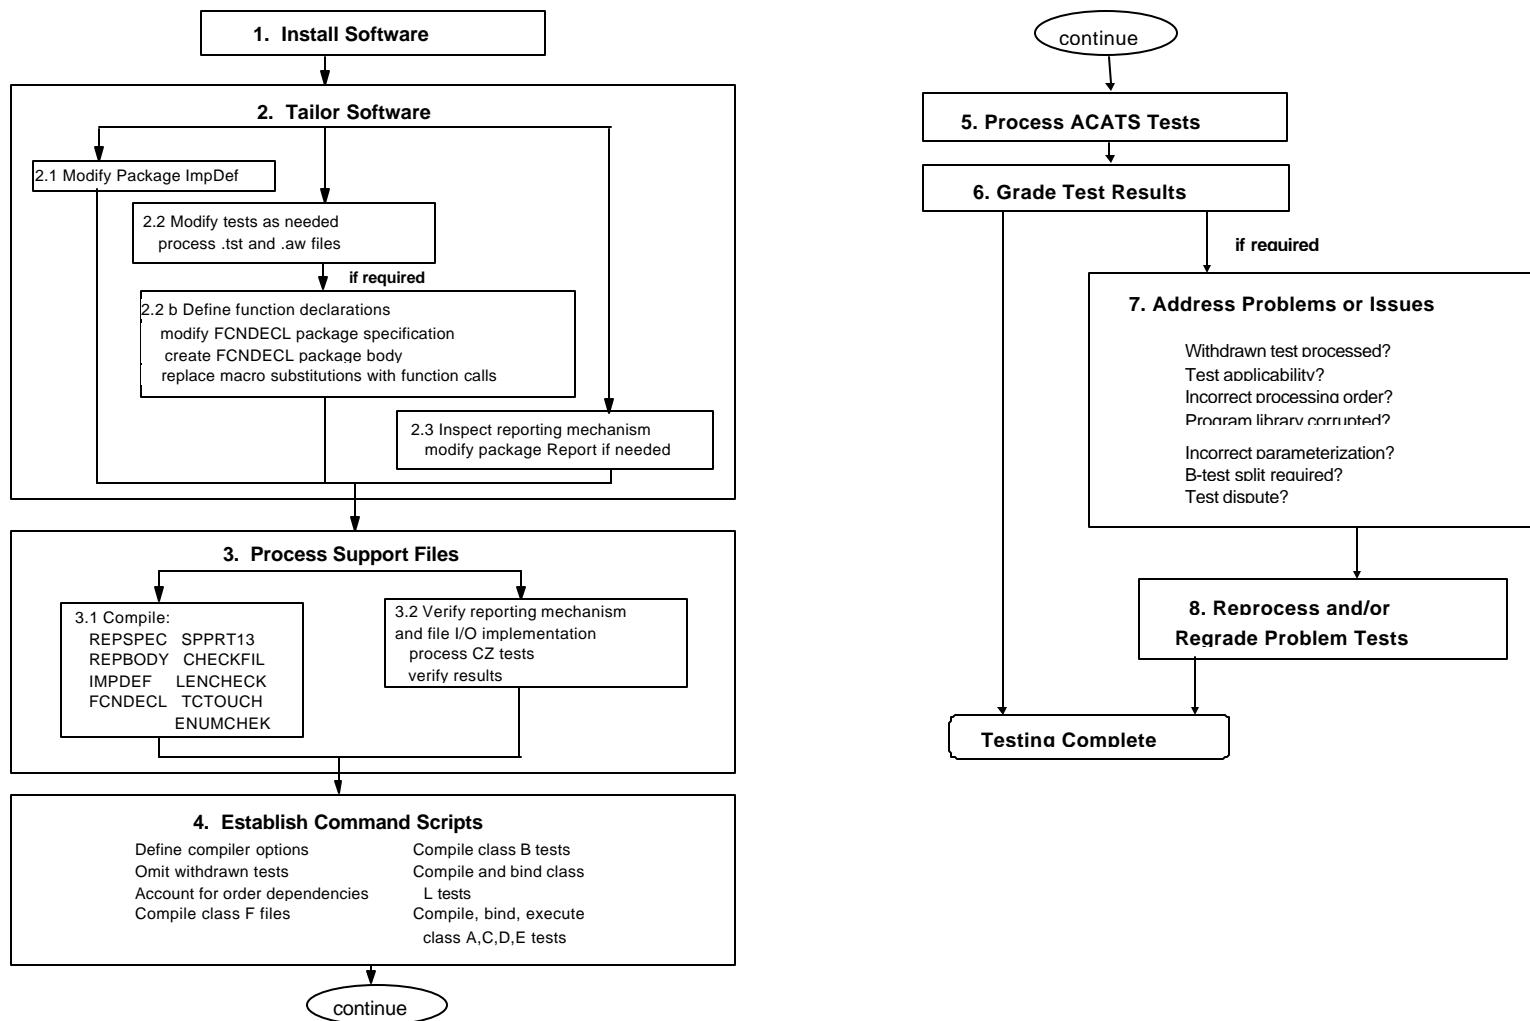 1. Install Software
2. Tailor Software
2.1 Modify Package ImpDef
2.2 Modify tests as needed
process .tst and .aw files
if required
2.2 b Define function declarations
modify FCNDECL package specification
create FCNDECL package body
replace macro substitutions with function calls
2.3 Inspect reporting mechanism
modify package Report if needed
3. Process Support Files
3.1 Compile:
REPSPEC SPPRT13
REPBODY CHECKFIL
IMPDEF LENCHECK
FCNDECL TCTOUCH
ENUMCHEK
3.2 Verify reporting mechanism
and file I/O implementation
process CZ tests
verify results
4. Establish Command Scripts
Define compiler options
Omit withdrawn tests
Account for order dependencies
Compile class F files
Compile class B tests
Compile and bind class
L tests
Compile, bind, execute
class A,C,D,E tests
continue
continue
5. Process ACATS Tests
6. Grade Test Results
if required
7. Address Problems or Issues
Withdrawn test processed?
Test applicability?
Incorrect processing order?
Program library corrupted?
Incorrect parameterization?
B-test split required?
Test dispute?
8. Reprocess and/or
Regrade Problem Tests
Testing Complete